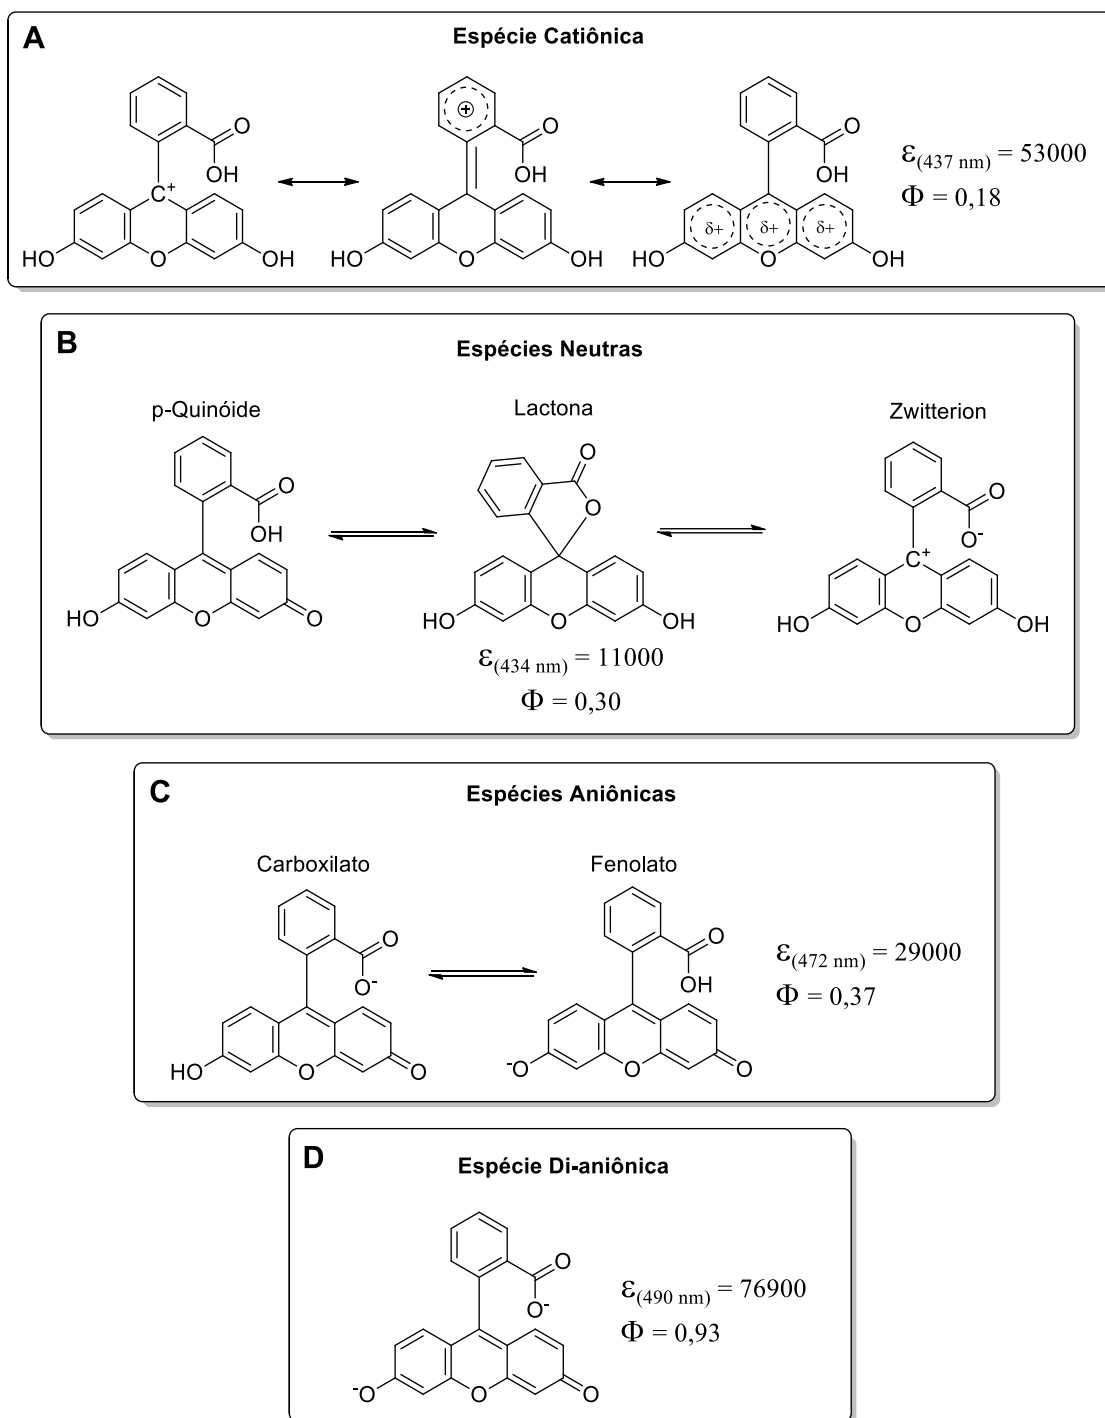 A
Espécie Catiônica
O
OH
C+
HO O OH
+
O
OH
HO O OH
O
OH
δ+ δ+ δ+
HO O OH
ε(437 nm) = 53000
Φ = 0,18
B
Espécies Neutras
p-Quinóide
O
OH
HO O O
Lactona
O
O
HO O OH
ε(434 nm) = 11000
Φ = 0,30
Zwitterion
O
O-
C+
HO O OH
C
Espécies Aniônicas
Carboxilato
O
O-
HO O O
Fenolato
O
OH
-O O O
ε(472 nm) = 29000
Φ = 0,37
D
Espécie Di-aniônica
O
O-
-O O O
ε(490 nm) = 76900
Φ = 0,93